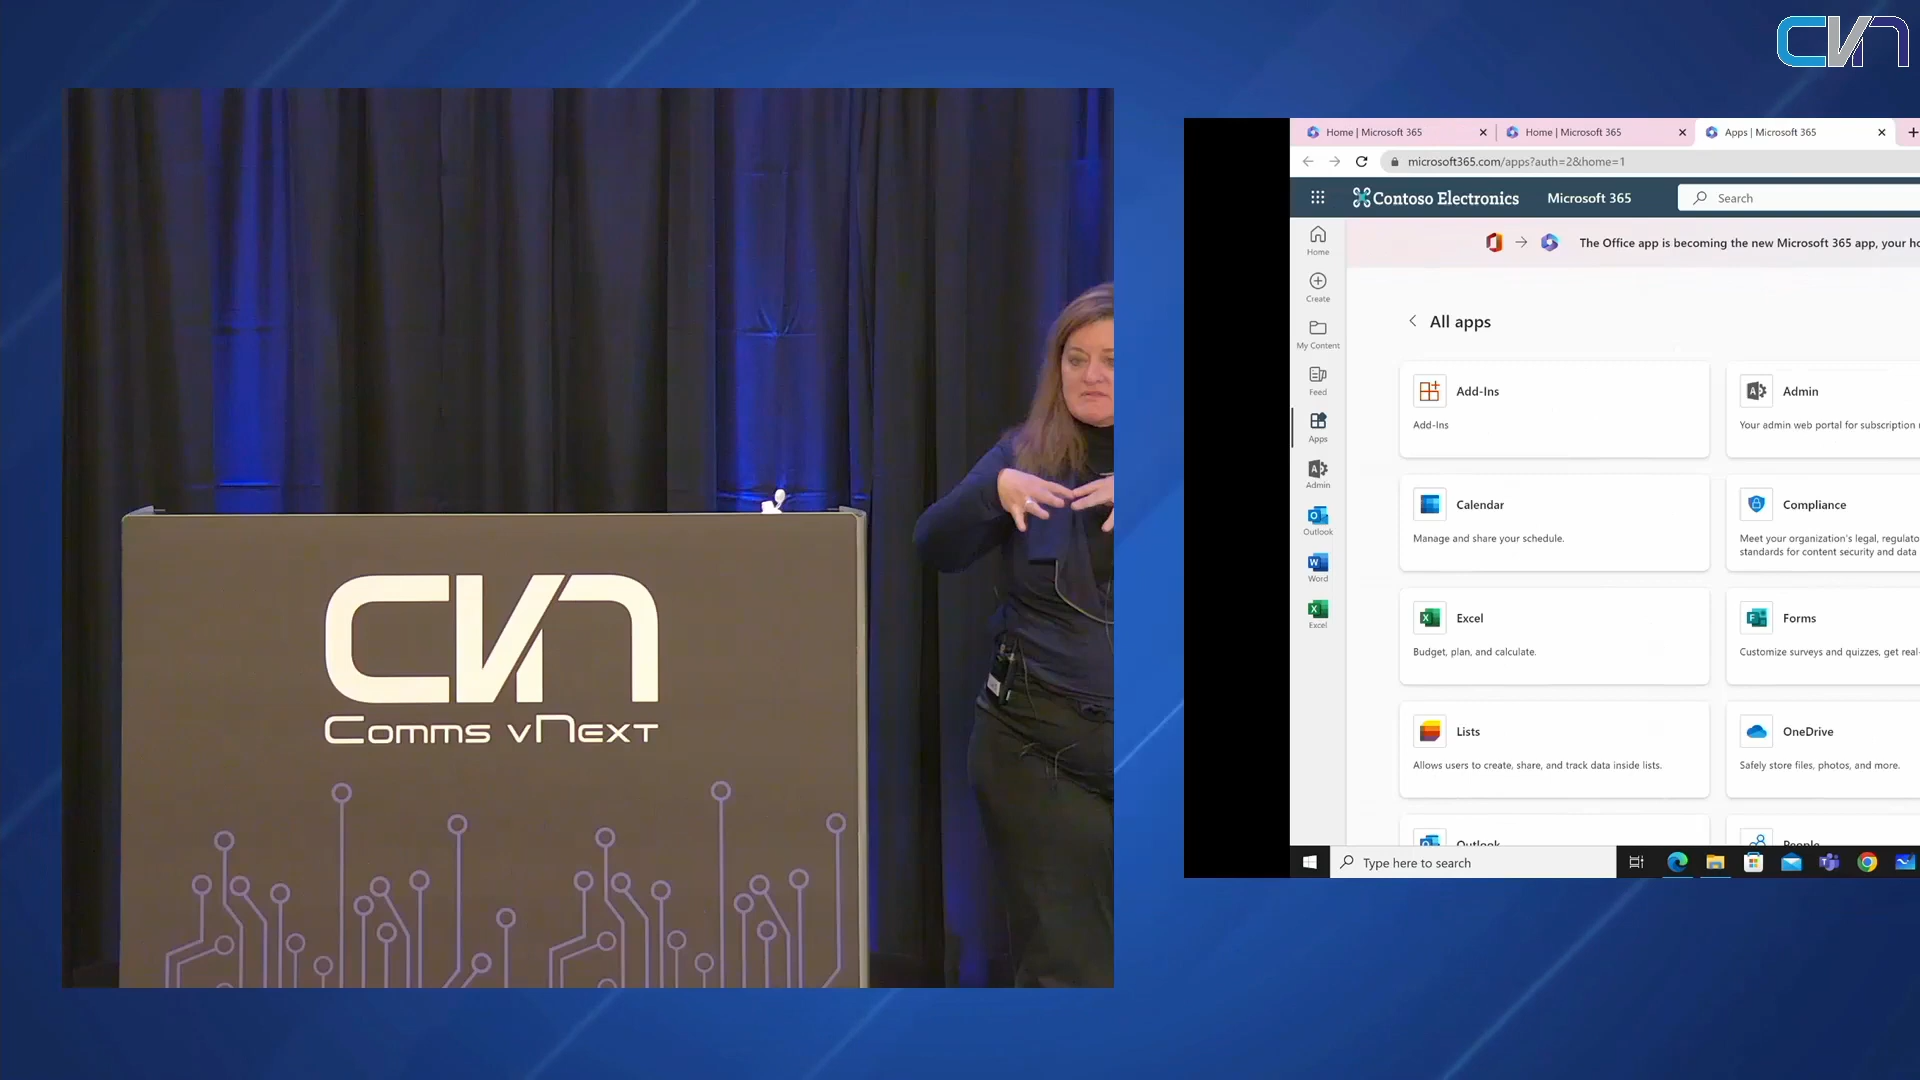 CVN
CVN
Comms vNext
Home | Microsoft 365
Home | Microsoft 365
Apps | Microsoft 365
microsoft365.com/apps?auth=2&home=1
Contoso Electronics
Microsoft 365
Search
The Office app is becoming the new Microsoft 365 app, your
Home
Create
My Content
Feed
Apps
Admin
Outlook
Word
Excel
All apps
Add-Ins
Add-Ins
Admin
Your admin web portal for subscription
Calendar
Manage and share your schedule.
Compliance
Meet your organization's legal,
standards for content security and data
Excel
Budget, plan, and calculate.
Forms
Customize surveys and quizzes, get
Lists
Allows users to create, share, and track data inside lists.
OneDrive
Safely store files, photos, and more.
Outlook
People
Type here to search